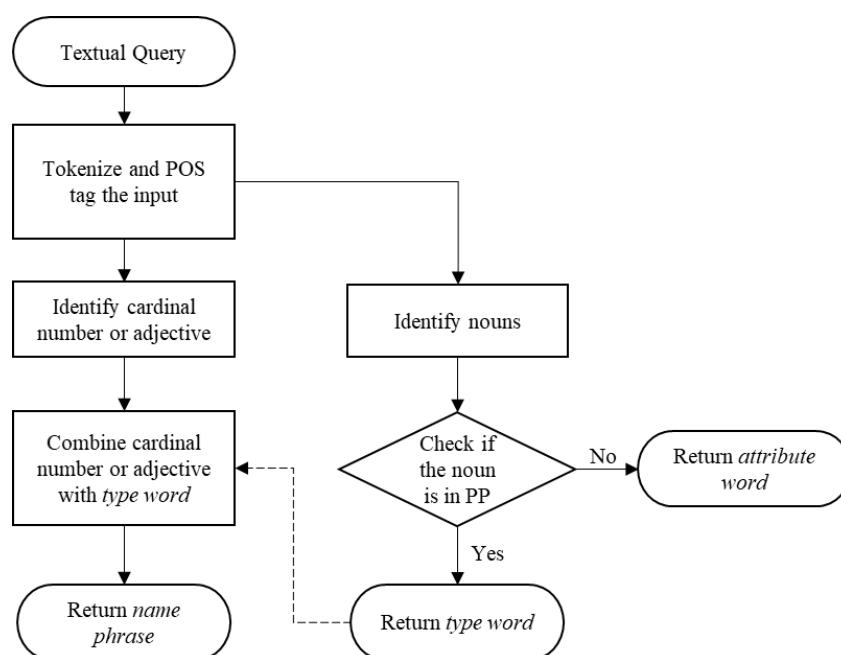 Textual Query
Tokenize and POS
tag the input
Identify cardinal
number or adjective
Identify nouns
Combine cardinal
number or adjective
with type word
Check if
the noun
is in PP
No
Return attribute
word
Yes
Return name
phrase
Return type word